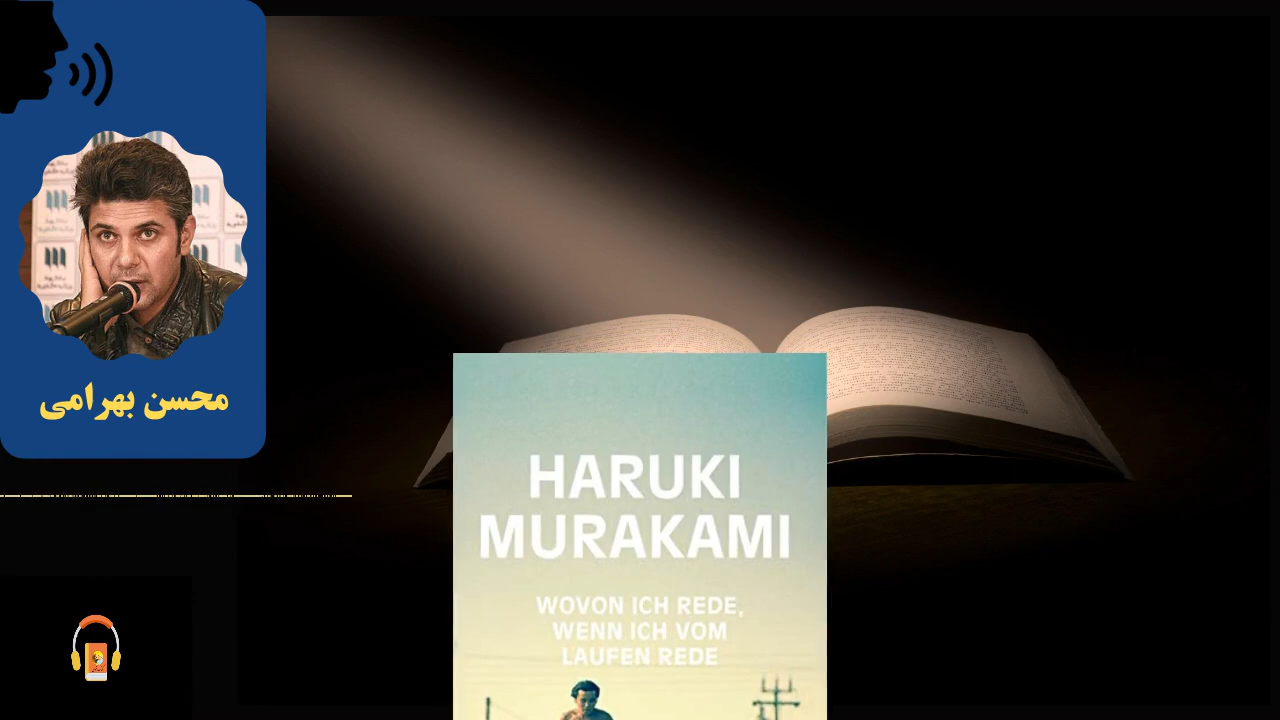 محسن بهرامی
HARUKI
MURAKAMI
WOVON ICH REDE,
WENN ICH VOM
LAUFEN REDE